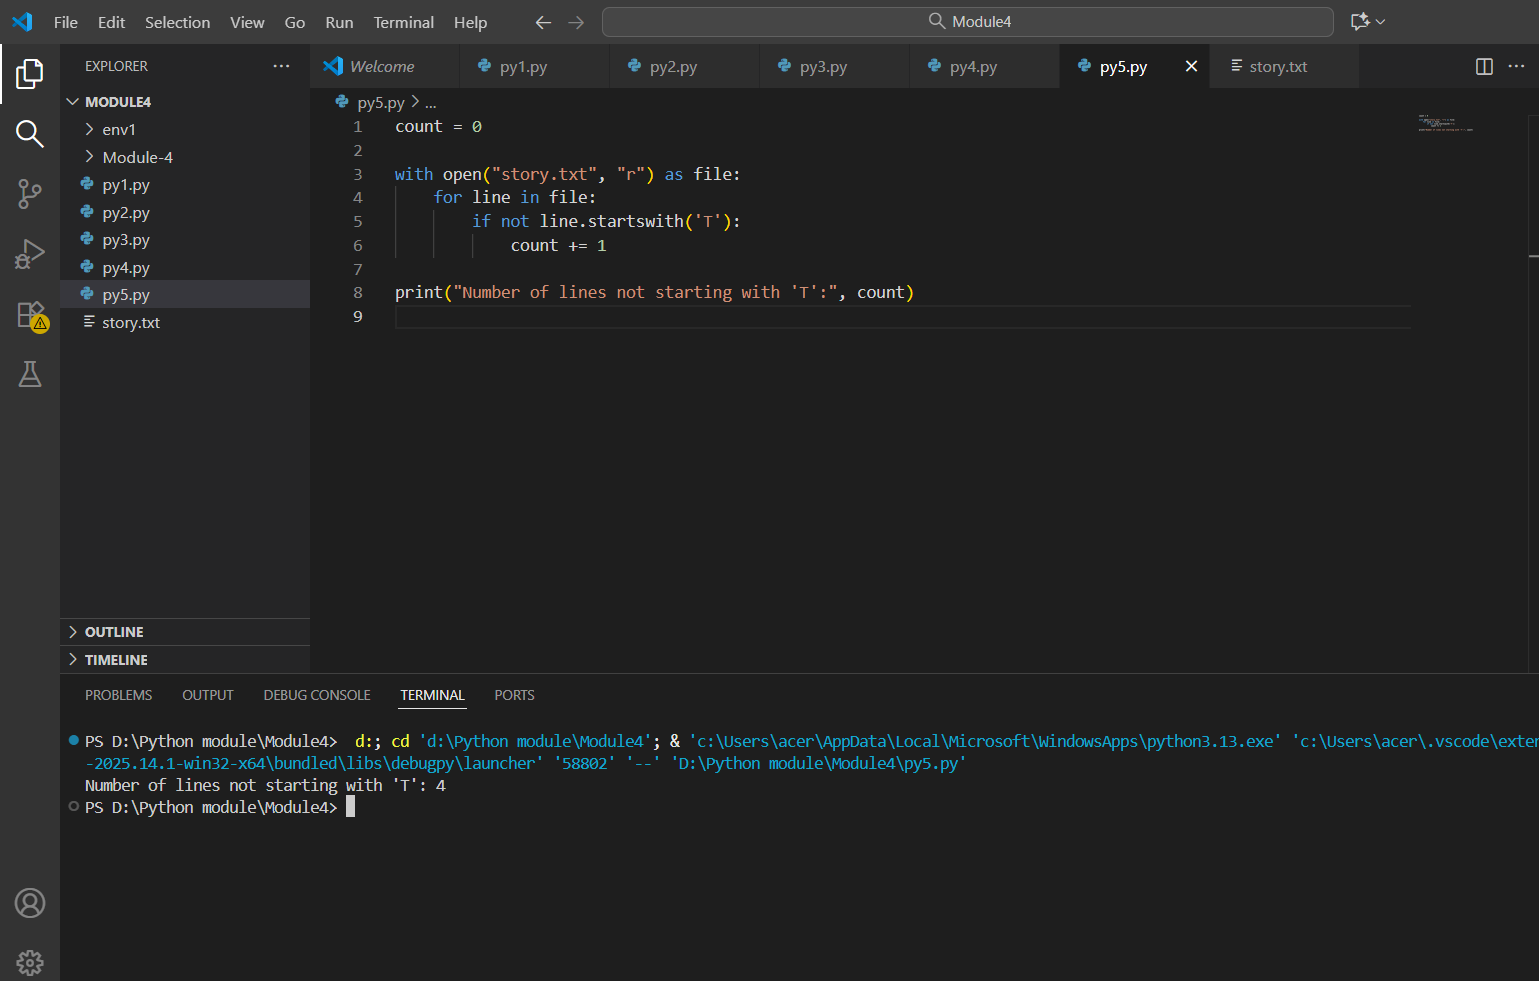 File Edit Selection View Go Run Terminal Help
Module4
EXPLORER
MODULE4
env1
Module-4
py1.py
py2.py
py3.py
py4.py
py5.py
story.txt
OUTLINE
TIMELINE
Welcome py1.py py2.py py3.py py4.py py5.py story.txt
py5.py > ...
1 count = 0
2
3 with open("story.txt", "r") as file:
4 for line in file:
5 if not line.startswith('T'):
6 count += 1
7
8 print("Number of lines not starting with 'T':", count)
9
PROBLEMS OUTPUT DEBUG CONSOLE TERMINAL PORTS
PS D:\Python module\Module4> d:; cd 'd:\Python module\Module4'; & 'c:\Users\acer\AppData\Local\Microsoft\WindowsApps\python3.13.exe' 'c:\Users\acer\.vscode\exten
-2025.14.1-win32-x64\bundled\libs\debugpy\launcher' '58802' '--' 'D:\Python module\Module4\py5.py'
Number of lines not starting with 'T': 4
PS D:\Python module\Module4>